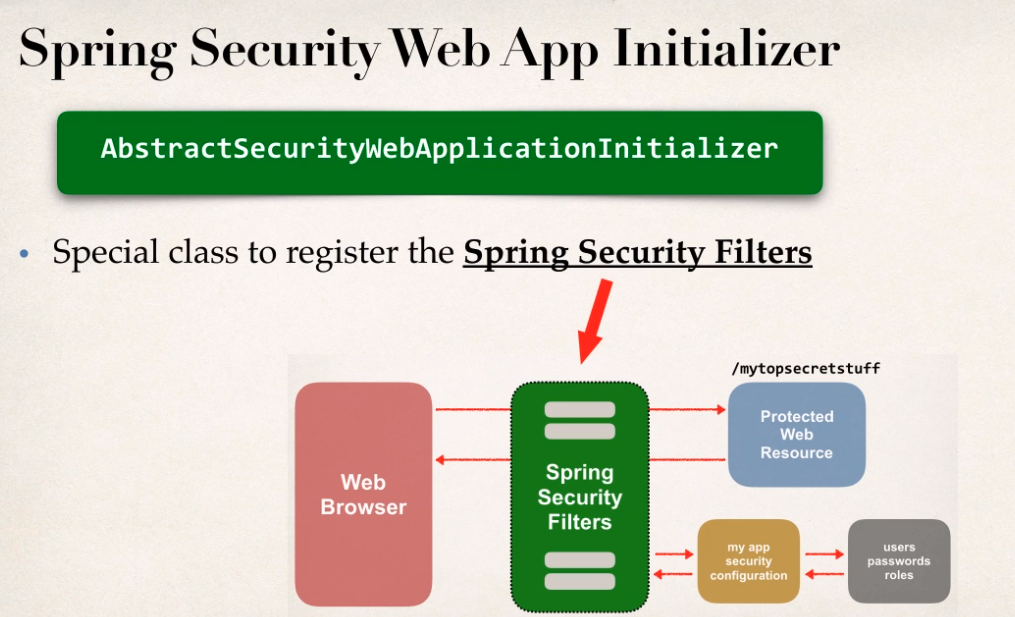 Spring Security Web App Initializer
AbstractSecurityWebApplicationInitializer
• Special class to register the Spring Security Filters
/mytopsecretstuff
Web
Browser
Spring
Security
Filters
Protected
Web
Resource
my app
security
configuration
users
passwords
roles